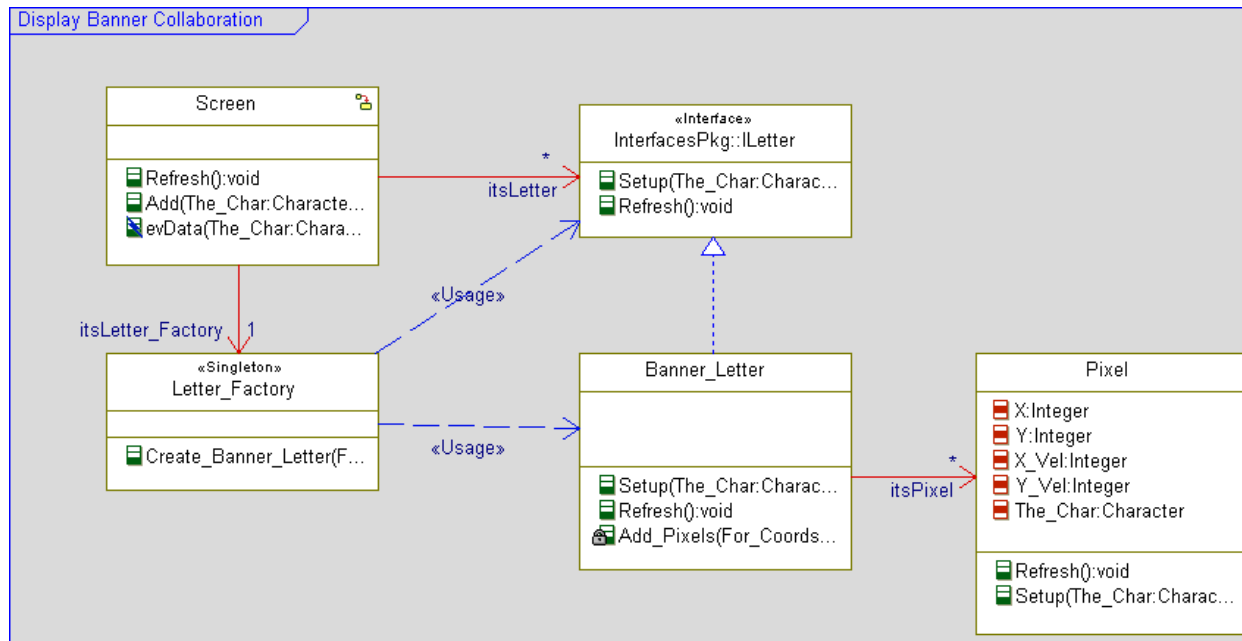 Display Banner Collaboration
Screen
Refresh():void
Add(The_Char:Characte...
evData(The_Char:Chara...
«Interface»
InterfacesPkg::ILetter
Setup(The_Char:Charac...
Refresh():void
*
itsLetter
«Usage»
itsLetter_Factory
1
«Singleton»
Letter_Factory
Create_Banner_Letter(F...
«Usage»
Banner_Letter
Setup(The_Char:Charac...
Refresh():void
Add_Pixels(For_Coords...
*
itsPixel
Pixel
X:Integer
Y:Integer
X_Vel:Integer
Y_Vel:Integer
The_Char:Character
Refresh():void
Setup(The_Char:Charac...